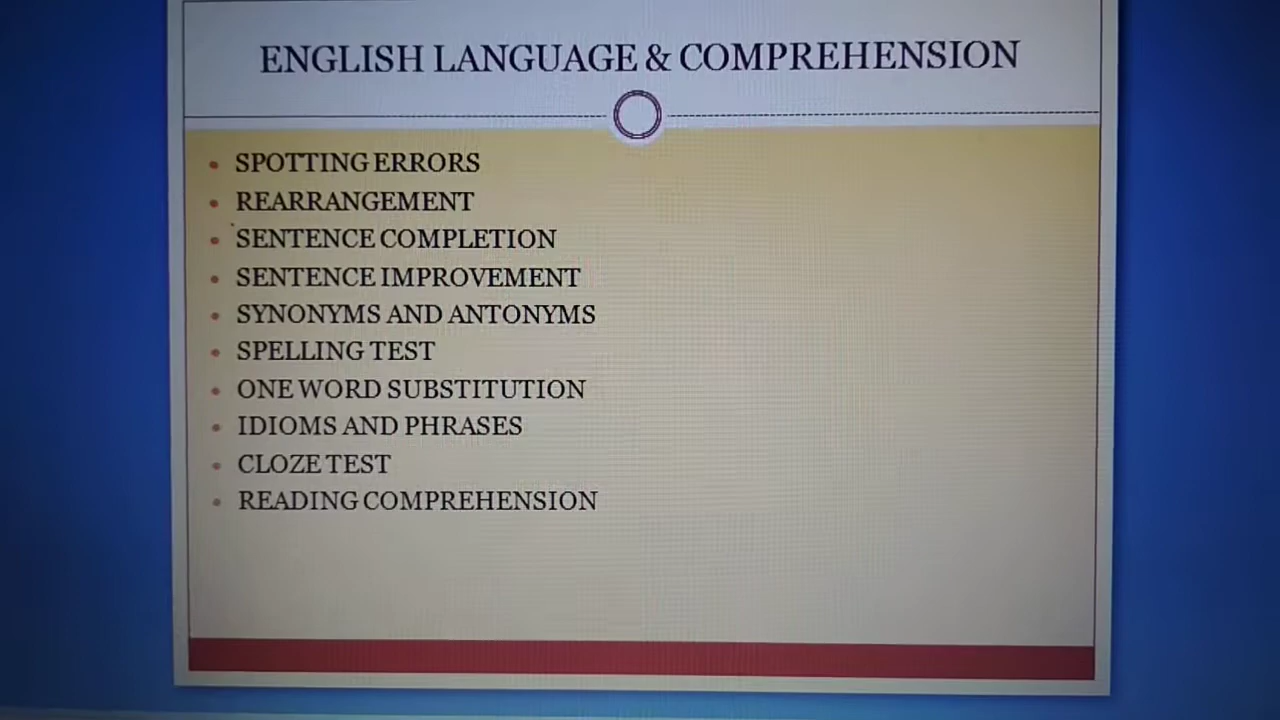 ENGLISH LANGUAGE & COMPREHENSION
SPOTTING ERRORS
REARRANGEMENT
SENTENCE COMPLETION
SENTENCE IMPROVEMENT
SYNONYMS AND ANTONYMS
SPELLING TEST
ONE WORD SUBSTITUTION
IDIOMS AND PHRASES
CLOZE TEST
READING COMPREHENSION